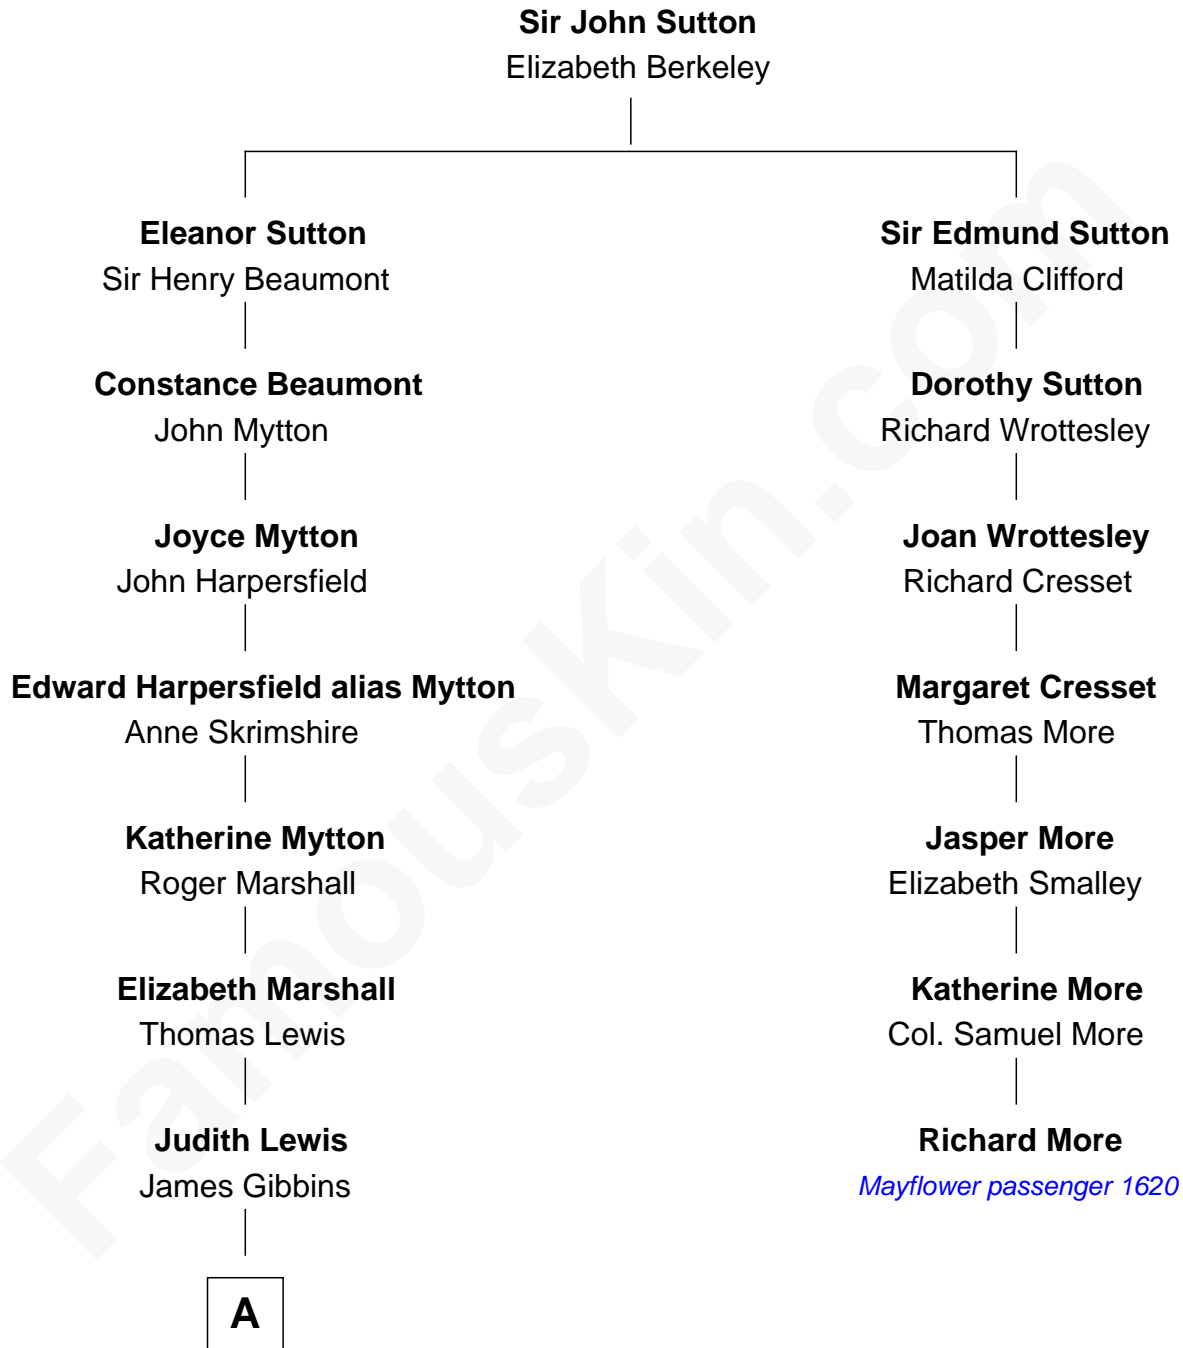 Sir John Sutton
Elizabeth Berkeley
Eleanor Sutton
Sir Henry Beaumont
Sir Edmund Sutton
Matilda Clifford
Constance Beaumont
John Mytton
Dorothy Sutton
Richard Wrottesley
Joyce Mytton
John Harpersfield
Joan Wrottesley
Richard Cresset
Edward Harpersfield alias Mytton
Anne Skrimshire
Margaret Cresset
Thomas More
Katherine Mytton
Roger Marshall
Jasper More
Elizabeth Smalley
Elizabeth Marshall
Thomas Lewis
Katherine More
Col. Samuel More
Judith Lewis
James Gibbins
Richard More
Mayflower passenger 1620
A
FamousKin.com